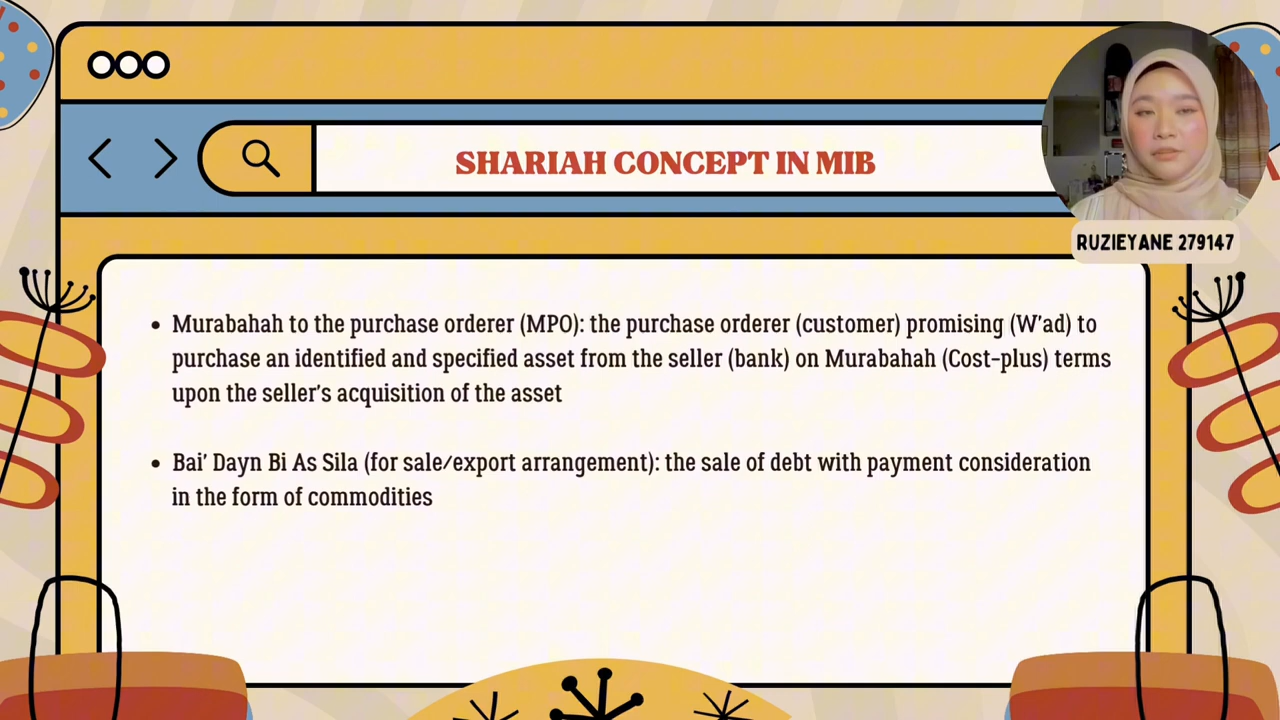 SHARIAH CONCEPT IN MIB
RUZIEYANE 279147
• Murabahah to the purchase orderer (MPO): the purchase orderer (customer) promising (W'ad) to
purchase an identified and specified asset from the seller (bank) on Murabahah (Cost-plus) terms
upon the seller's acquisition of the asset
• Bai' Dayn Bi As Sila (for sale/export arrangement): the sale of debt with payment consideration
in the form of commodities